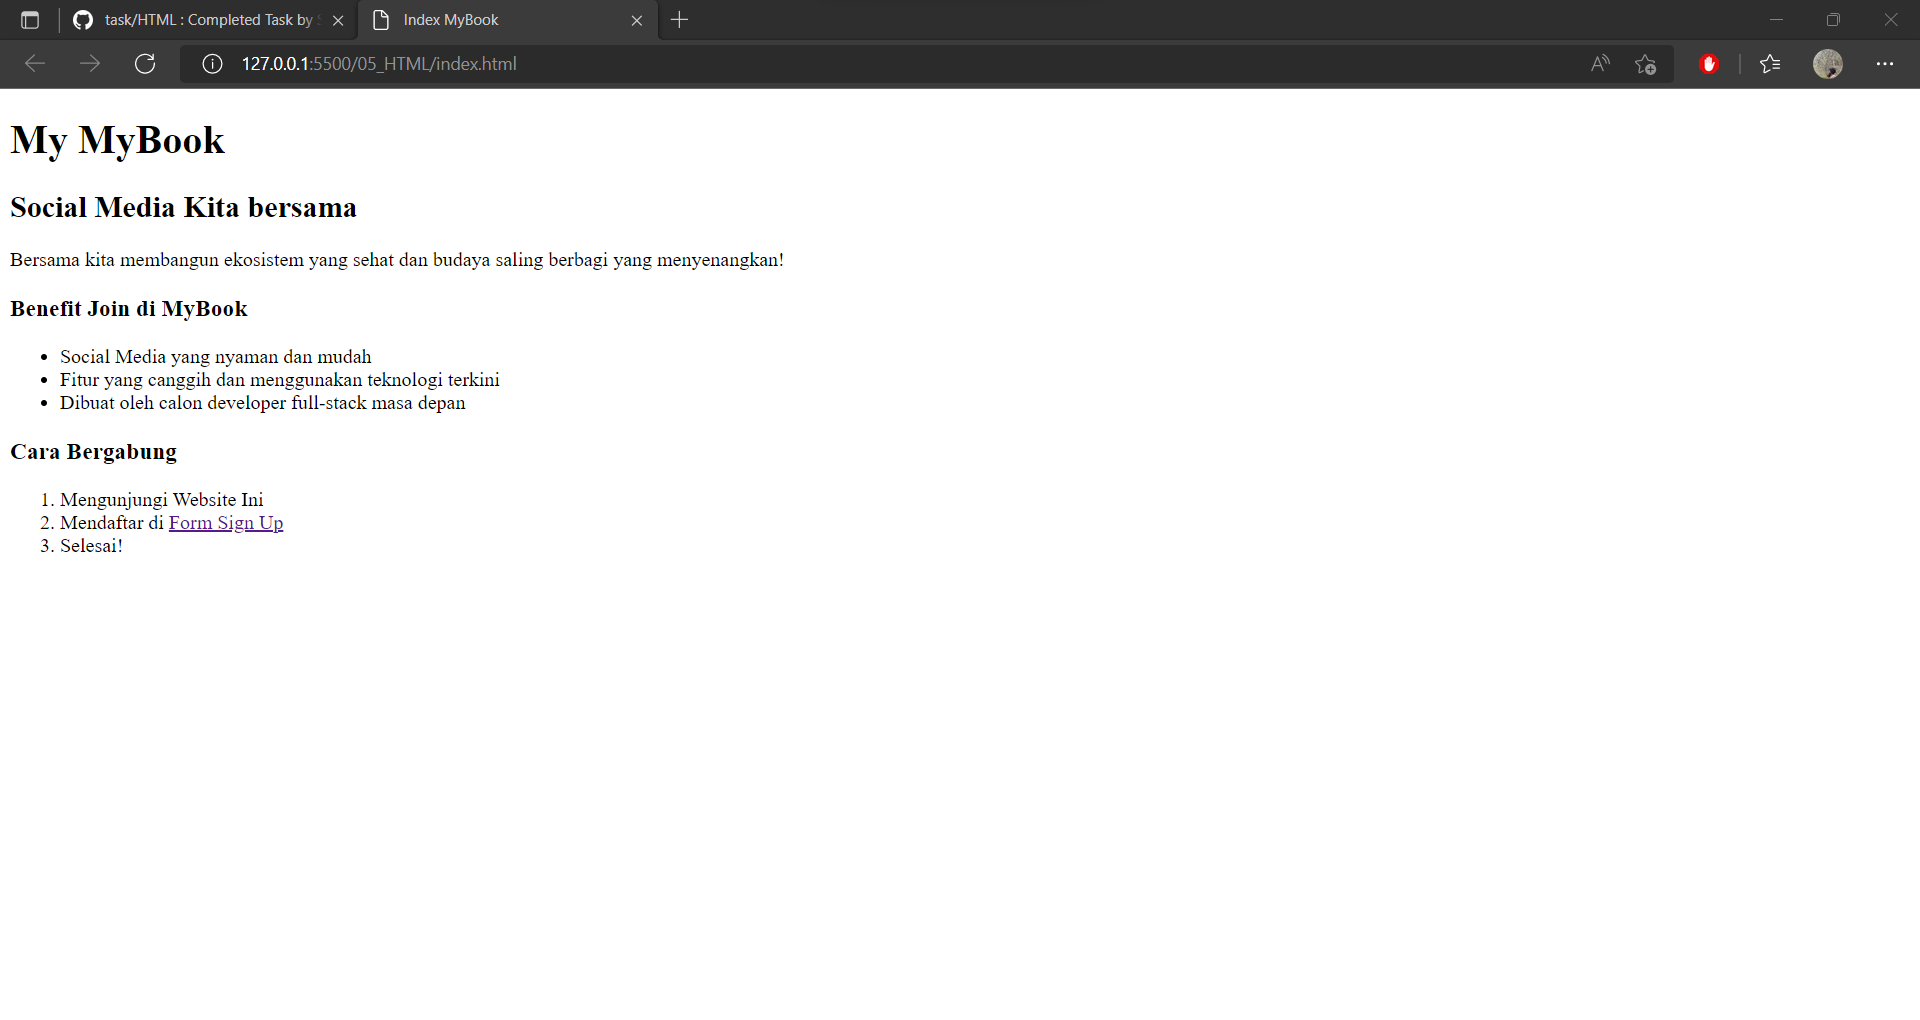 task/HTML : Completed Task by
Index MyBook
127.0.0.1:5500/05_HTML/index.html
My MyBook
Social Media Kita bersama
Bersama kita membangun ekosistem yang sehat dan budaya saling berbagi yang menyenangkan!
Benefit Join di MyBook
• Social Media yang nyaman dan mudah
• Fitur yang canggih dan menggunakan teknologi terkini
• Dibuat oleh calon developer full-stack masa depan
Cara Bergabung
1. Mengunjungi Website Ini
2. Mendaftar di Form Sign Up
3. Selesai!